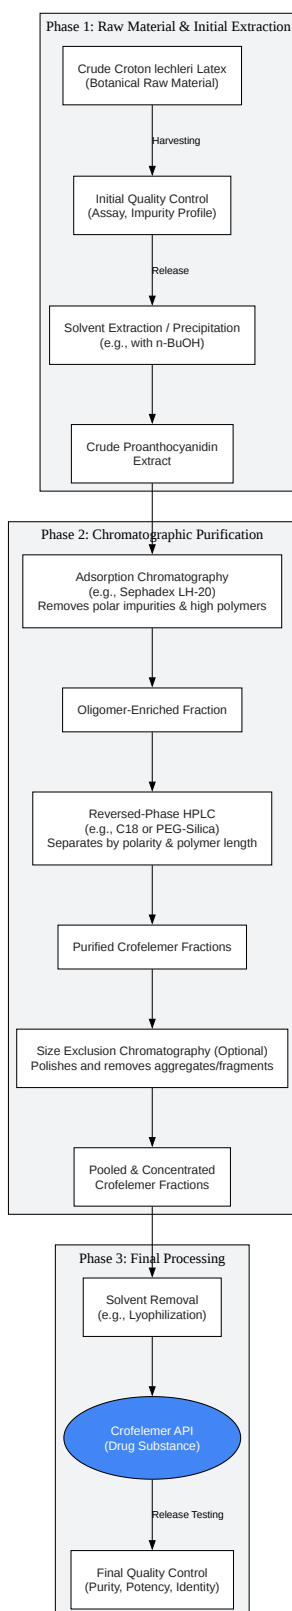 Phase 1: Raw Material & Initial Extraction
Crude Croton lechleri Latex
(Botanical Raw Material)
Harvesting
Initial Quality Control
(Assay, Impurity Profile)
Release
Solvent Extraction / Precipitation
(e.g., with n-BuOH)
Crude Proanthocyanidin
Extract
Phase 2: Chromatographic Purification
Adsorption Chromatography
(e.g., Sephadex LH-20)
Removes polar impurities & high polymers
Oligomer-Enriched Fraction
Reversed-Phase HPLC
(e.g., C18 or PEG-Silica)
Separates by polarity & polymer length
Purified Crofelemer Fractions
Size Exclusion Chromatography (Optional)
Polishes and removes aggregates/fragments
Pooled & Concentrated
Crofelemer Fractions
Phase 3: Final Processing
Solvent Removal
(e.g., Lyophilization)
Crofelemer API
(Drug Substance)
Release Testing
Final Quality Control
(Purity, Potency, Identity)